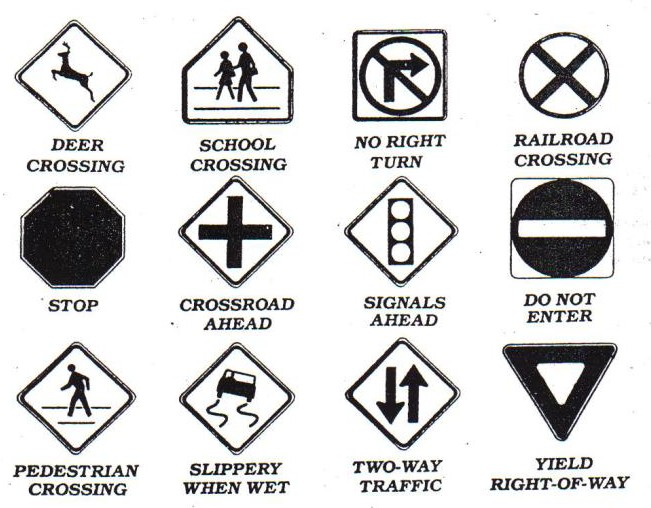 DEER
CROSSING
SCHOOL
CROSSING
NO RIGHT
TURN
RAILROAD
CROSSING
STOP
CROSSROAD
AHEAD
SIGNALS
AHEAD
DO NOT
ENTER
PEDESTRIAN
CROSSING
SLIPPERY
WHEN WET
TWO-WAY
TRAFFIC
YIELD
RIGHT-OF-WAY